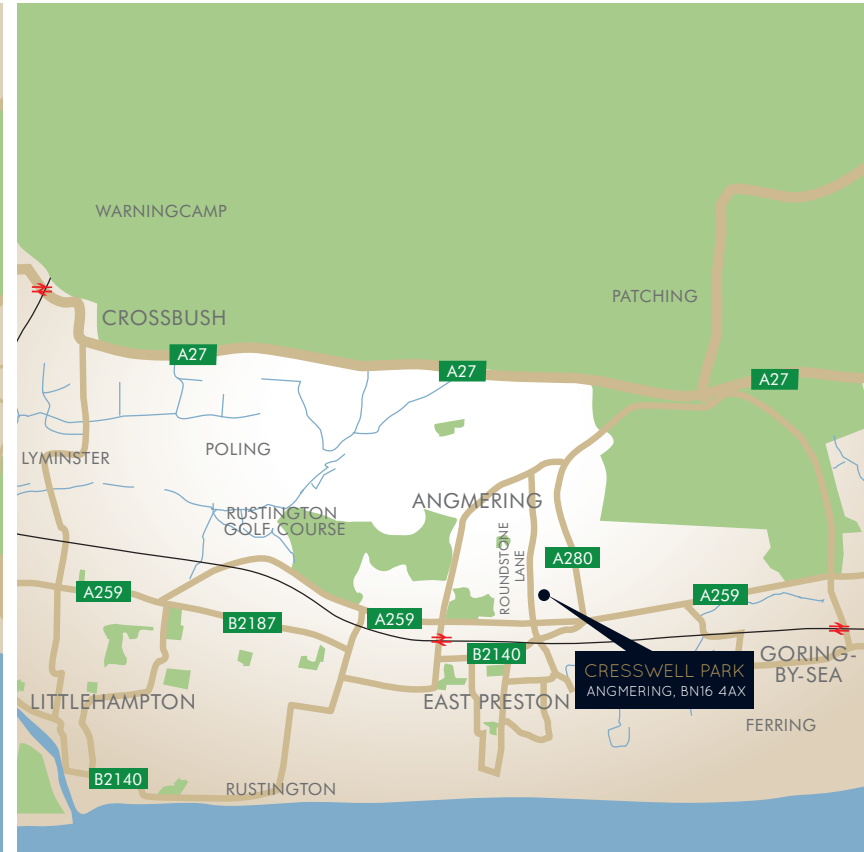 WARNINGCAMP
PATCHING
CROSSBUSH
A27
A27
A27
POLING
LYMINSTER
ANGMERING
RUSTINGTON
GOLF COURSE
ROUNDSTONE
LANE
A280
A259
A259
A259
B2187
B2140
GORING-
BY-SEA
CRESSWELL PARK
ANGMERING, BN16 4AX
LITTLEHAMPTON
EAST PRESTON
FERRING
B2140
RUSTINGTON